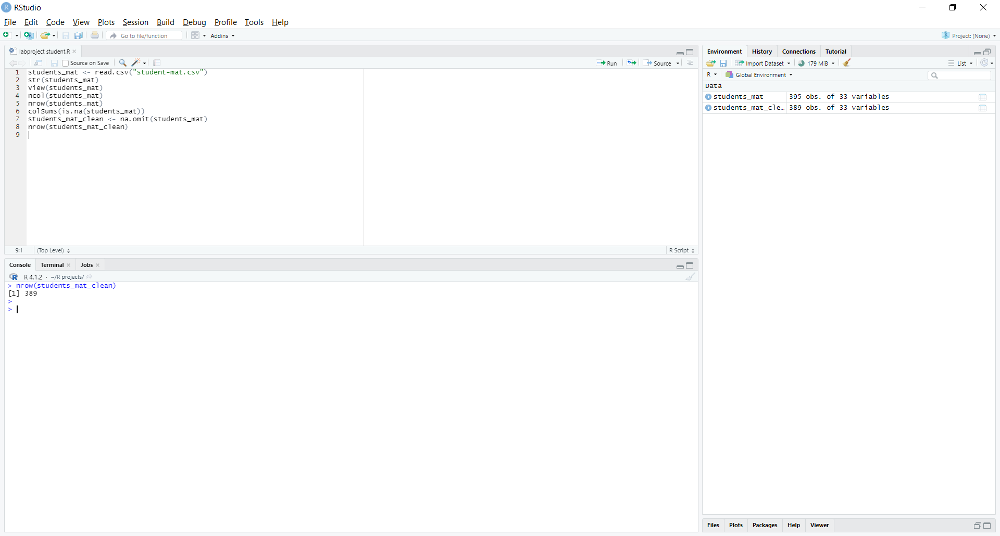 RStudio
File Edit Code View Plots Session Build Debug Profile Tools Help
Go to file/function Addins Project: (None)
labproject student.R
Source on Save Run Source
1 students_mat <- read.csv("student-mat.csv")
2 str(students_mat)
3 View(students_mat)
4 ncol(students_mat)
5 nrow(students_mat)
6 colSums(is.na(students_mat))
7 students_mat_clean <- na.omit(students_mat)
8 nrow(students_mat_clean)
9
9:1 (Top Level) R Script
Console Terminal Jobs
R 4.1.2 · ~/R projects/
> nrow(students_mat_clean)
[1] 389
>
>
Environment History Connections Tutorial
Import Dataset 179 MiB List
R Global Environment
Data
students_mat 395 obs. of 33 variables
students_mat_cle… 389 obs. of 33 variables
Files Plots Packages Help Viewer